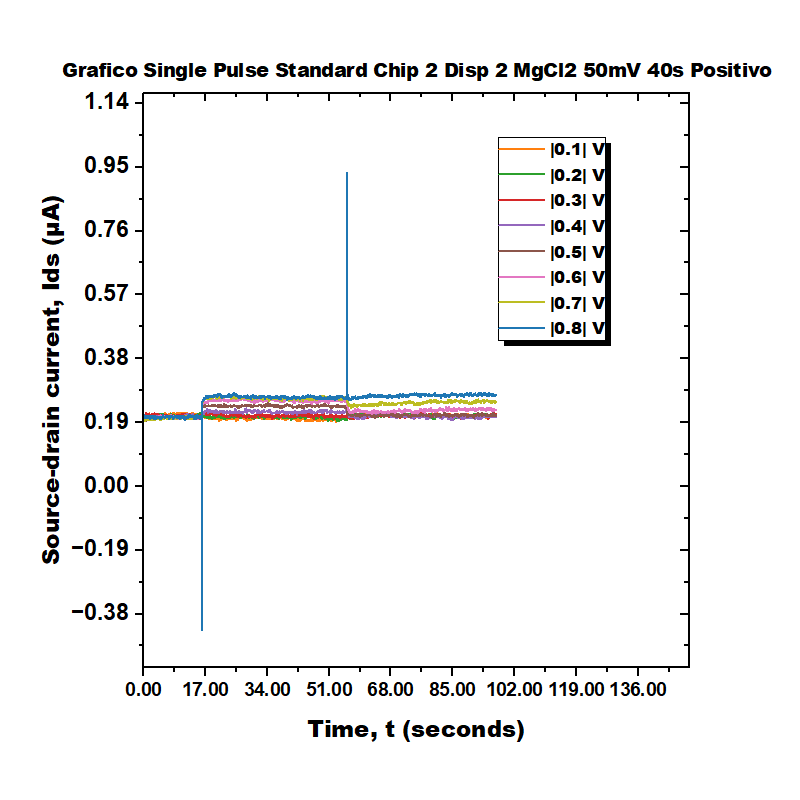 Grafico Single Pulse Standard Chip 2 Disp 2 MgCl2 50mV 40s Positivo
1.14
0.95
0.76
0.57
0.38
0.19
0.00
−0.19
−0.38
Source-drain current, Ids (μA)
|0.1| V
|0.2| V
|0.3| V
|0.4| V
|0.5| V
|0.6| V
|0.7| V
|0.8| V
0.00 17.00 34.00 51.00 68.00 85.00 102.00 119.00 136.00
Time, t (seconds)